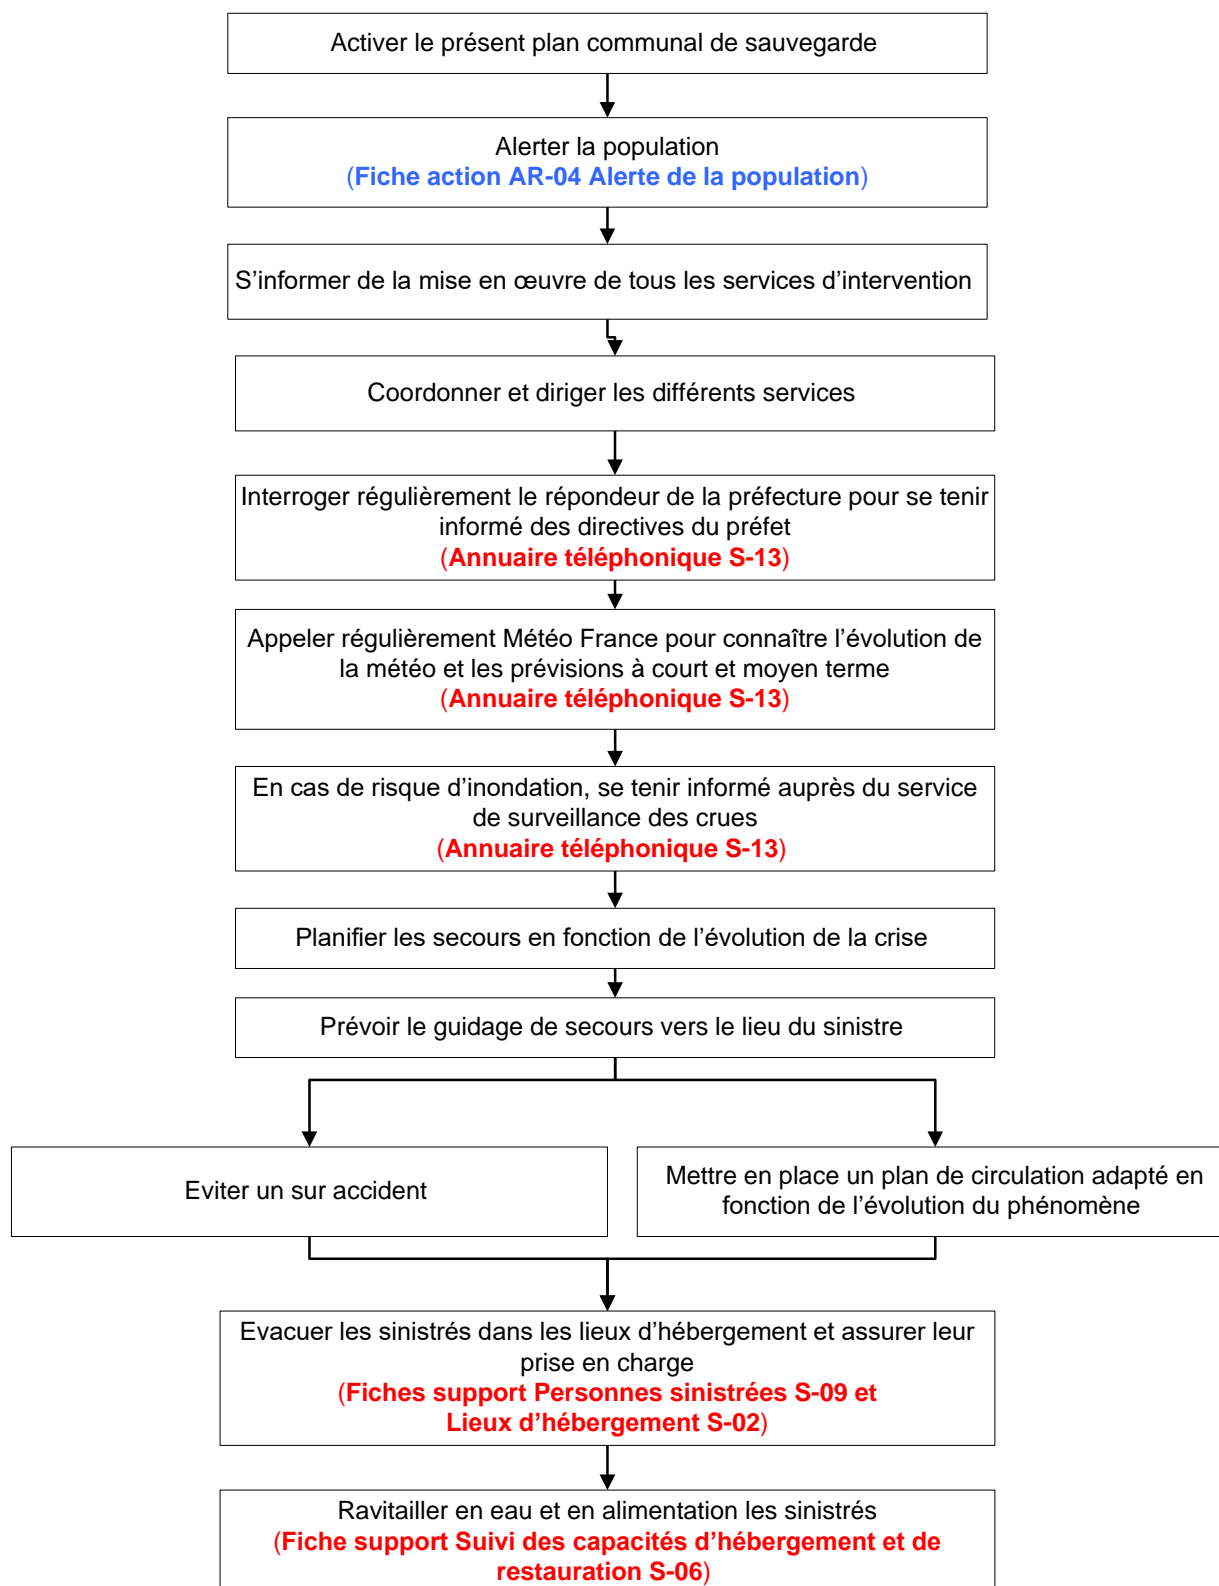 Activer le présent plan communal de sauvegarde
Alerter la population
(Fiche action AR-04 Alerte de la population)
S’informer de la mise en œuvre de tous les services d’intervention
Coordonner et diriger les différents services
Interroger régulièrement le répondeur de la préfecture pour se tenir
informé des directives du préfet
(Annuaire téléphonique S-13)
Appeler régulièrement Météo France pour connaître l’évolution de
la météo et les prévisions à court et moyen terme
(Annuaire téléphonique S-13)
En cas de risque d’inondation, se tenir informé auprès du service
de surveillance des crues
(Annuaire téléphonique S-13)
Planifier les secours en fonction de l’évolution de la crise
Prévoir le guidage de secours vers le lieu du sinistre
Eviter un sur accident
Mettre en place un plan de circulation adapté en
fonction de l’évolution du phénomène
Evacuer les sinistrés dans les lieux d’hébergement et assurer leur
prise en charge
(Fiches support Personnes sinistrées S-09 et
Lieux d’hébergement S-02)
Ravitailler en eau et en alimentation les sinistrés
(Fiche support Suivi des capacités d’hébergement et de
restauration S-06)